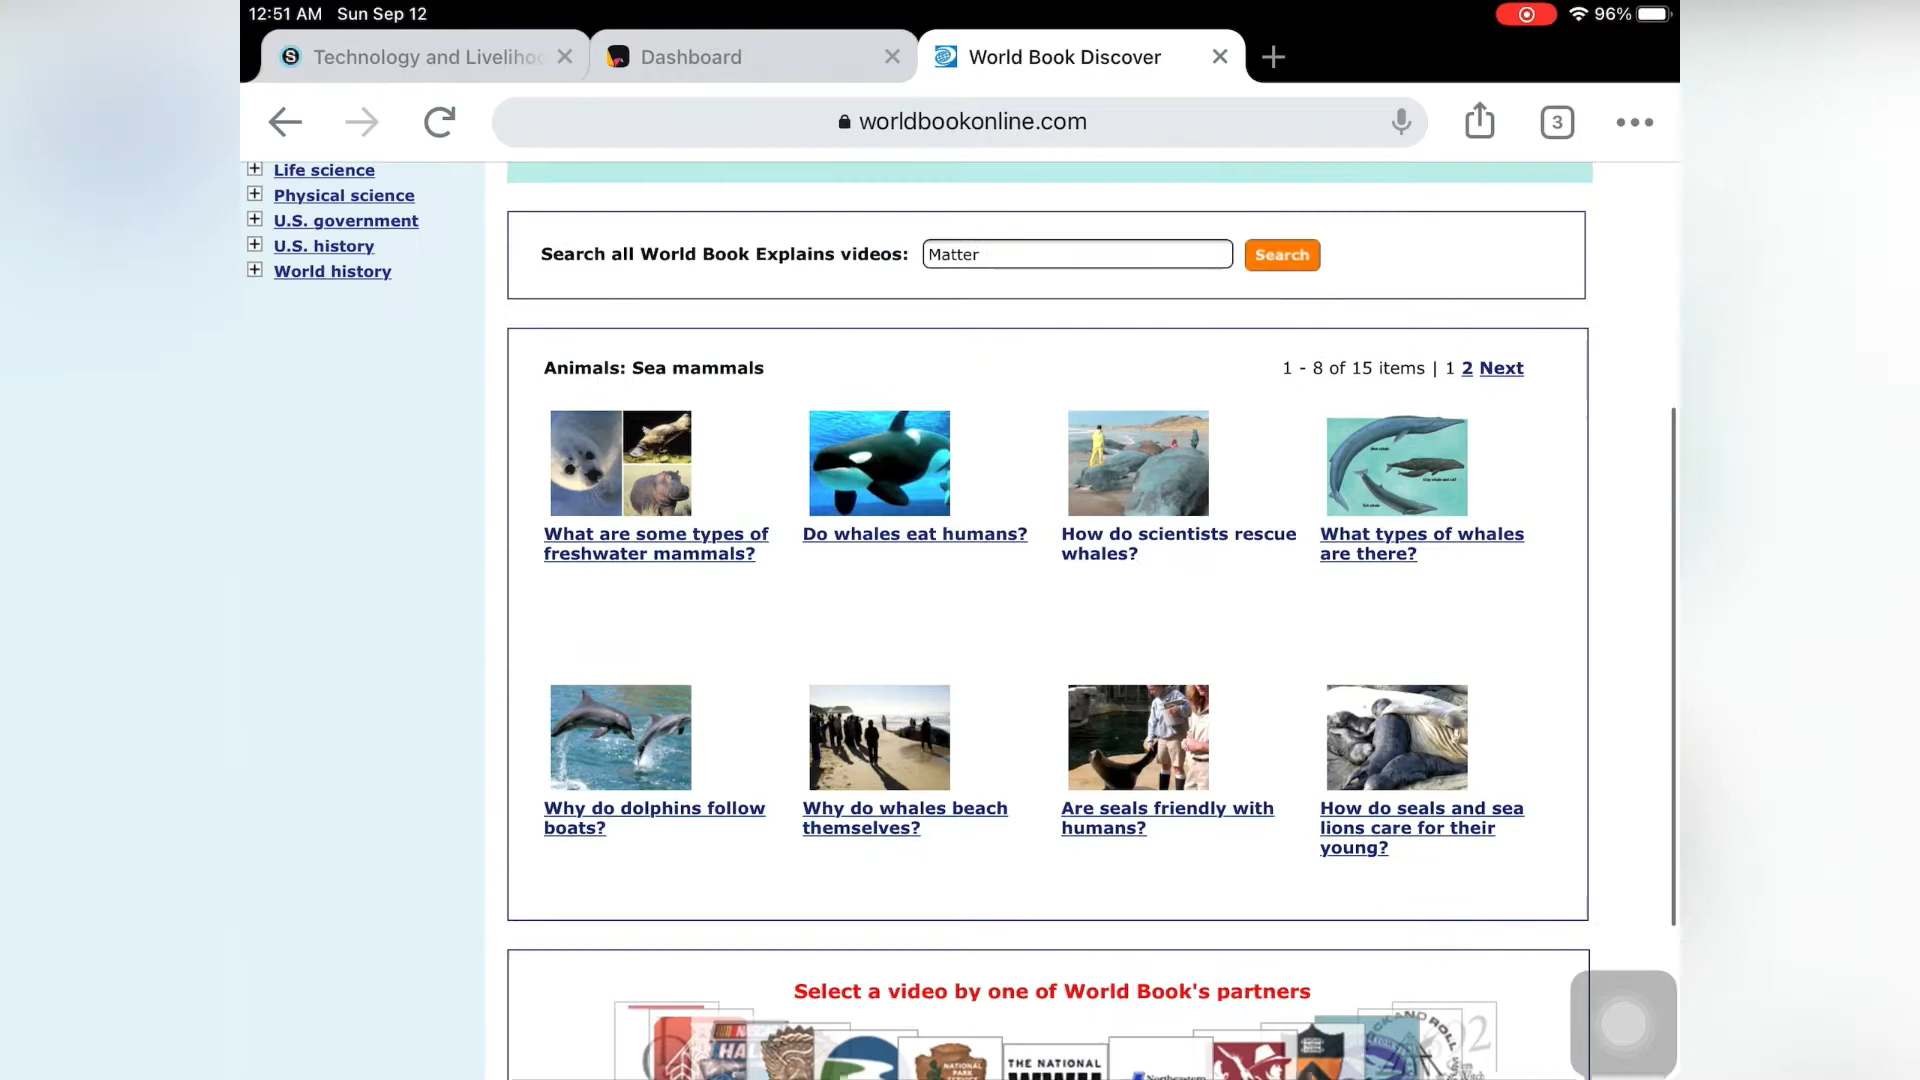 12:51 AM Sun Sep 12
96%
Technology and Liveliho
Dashboard
World Book Discover
worldbookonline.com
3
Life science
Physical science
U.S. government
U.S. history
World history
Search all World Book Explains videos: Matter Search
Animals: Sea mammals
1 - 8 of 15 items | 1 2 Next
What are some types of
freshwater mammals?
Do whales eat humans?
How do scientists rescue
whales?
What types of whales
are there?
Why do dolphins follow
boats?
Why do whales beach
themselves?
Are seals friendly with
humans?
How do seals and sea
lions care for their
young?
Select a video by one of World Book's partners
NATIONAL
PARK
THE NATIONAL
Northeastern